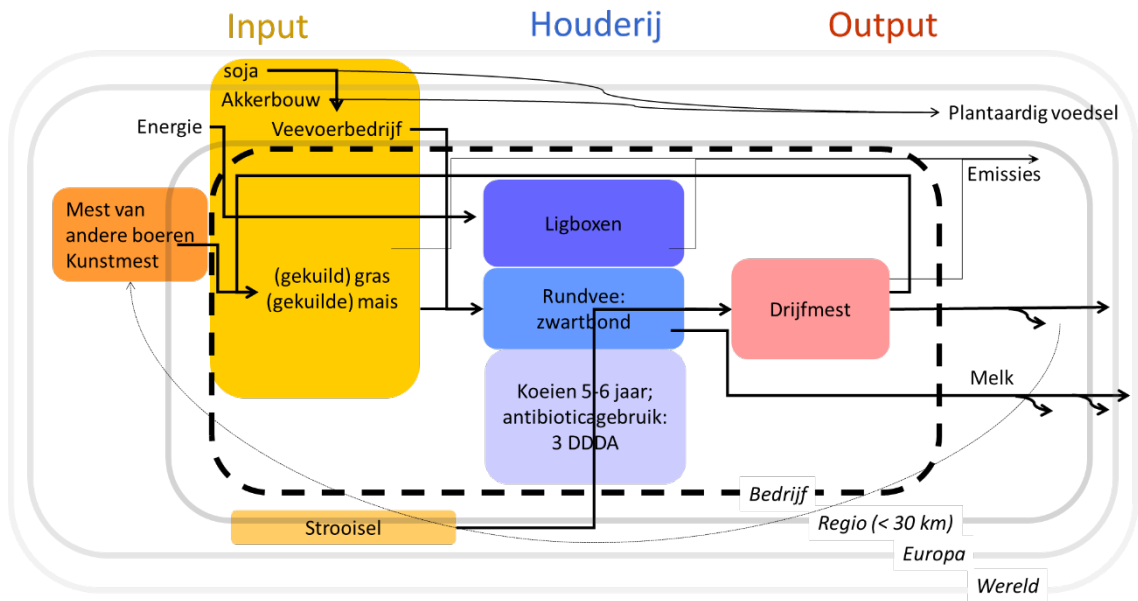 Input
Houderij
Output
soja
Akkerbouw
Plantaardig voedsel
Energie
Veevoerbedrijf
Emissies
Mest van
andere boeren
Kunstmest
Ligboxen
(gekuild) gras
(gekuilde) mais
Rundvee:
zwartbond
Drijfmest
Melk
Koeien 5-6 jaar;
antibioticagebruik:
3 DDDA
Bedrijf
Strooisel
Regio (< 30 km)
Europa
Wereld